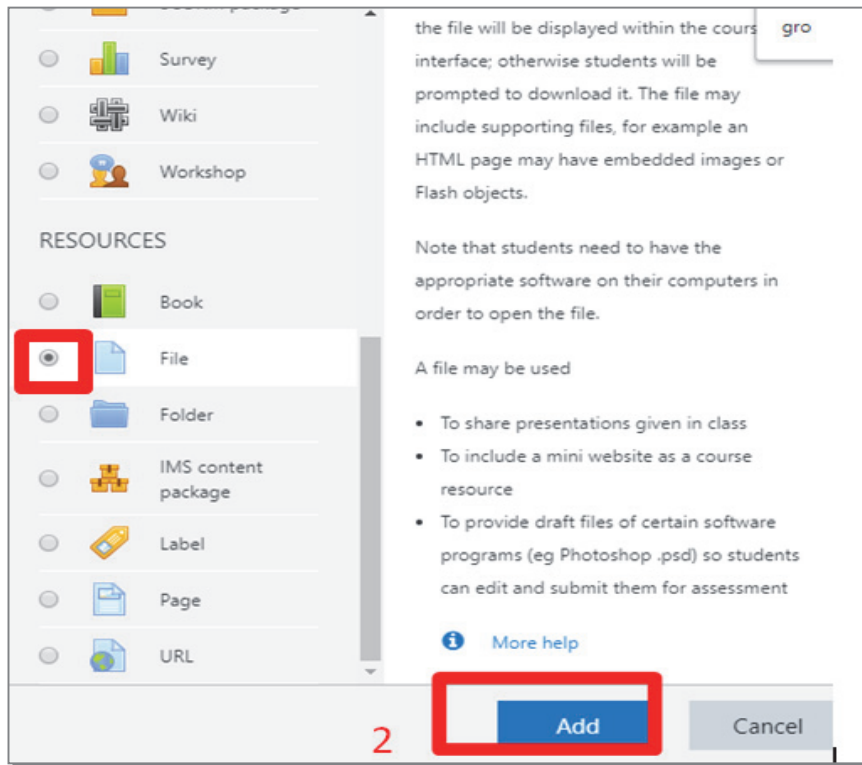 Survey
Wiki
Workshop
RESOURCES
Book
File
Folder
IMS content
package
Label
Page
URL
the file will be displayed within the cours
interface; otherwise students will be
prompted to download it. The file may
include supporting files, for example an
HTML page may have embedded images or
Flash objects.
Note that students need to have the
appropriate software on their computers in
order to open the file.
A file may be used
• To share presentations given in class
• To include a mini website as a course
resource
• To provide draft files of certain software
programs (eg Photoshop .psd) so students
can edit and submit them for assessment
More help
gro
2
Add
Cancel